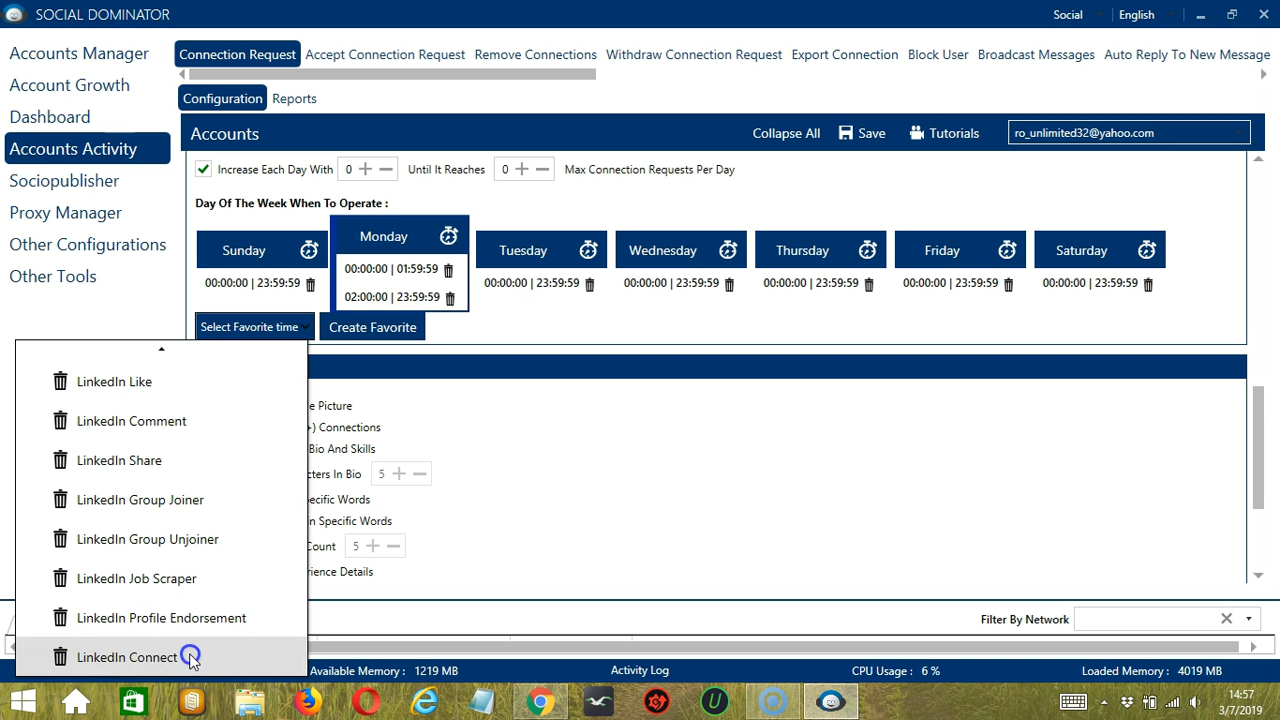 SOCIAL DOMINATOR
Social
English
Accounts Manager
Account Growth
Dashboard
Accounts Activity
Sociopublisher
Proxy Manager
Other Configurations
Other Tools
Connection Request
Accept Connection Request
Remove Connections
Withdraw Connection Request
Export Connection
Block User
Broadcast Messages
Auto Reply To New Message
Configuration
Reports
Accounts
Collapse All
Save
Tutorials
ro_unlimited32@yahoo.com
Increase Each Day With 0 Until It Reaches 0 Max Connection Requests Per Day
Day Of The Week When To Operate :
Sunday
00:00:00 | 23:59:59
Monday
00:00:00 | 01:59:59
02:00:00 | 23:59:59
Tuesday
00:00:00 | 23:59:59
Wednesday
00:00:00 | 23:59:59
Thursday
00:00:00 | 23:59:59
Friday
00:00:00 | 23:59:59
Saturday
00:00:00 | 23:59:59
Select Favorite time
Create Favorite
LinkedIn Like
LinkedIn Comment
LinkedIn Share
LinkedIn Group Joiner
LinkedIn Group Unjoiner
LinkedIn Job Scraper
LinkedIn Profile Endorsement
LinkedIn Connect
e Picture
) Connections
Bio And Skills
cters In Bio 5
ecific Words
n Specific Words
Count 5
rience Details
Filter By Network
Available Memory : 1219 MB
Activity Log
CPU Usage : 6 %
Loaded Memory : 4019 MB
14:57
3/7/2019